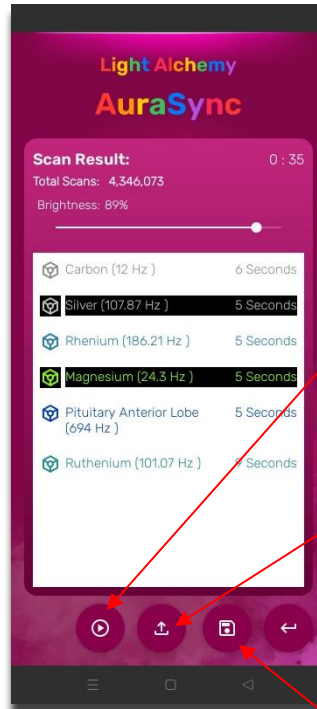 Light Alchemy
AuraSync
Scan Result: 0 : 35
Total Scans: 4,346,073
Brightness: 89%
Carbon (12 Hz ) 6 Seconds
Silver (107.87 Hz ) 5 Seconds
Rhenium (186.21 Hz ) 5 Seconds
Magnesium (24.3 Hz ) 5 Seconds
Pituitary Anterior Lobe 5 Seconds
(694 Hz )
Ruthenium (101.07 Hz ) 9 Seconds